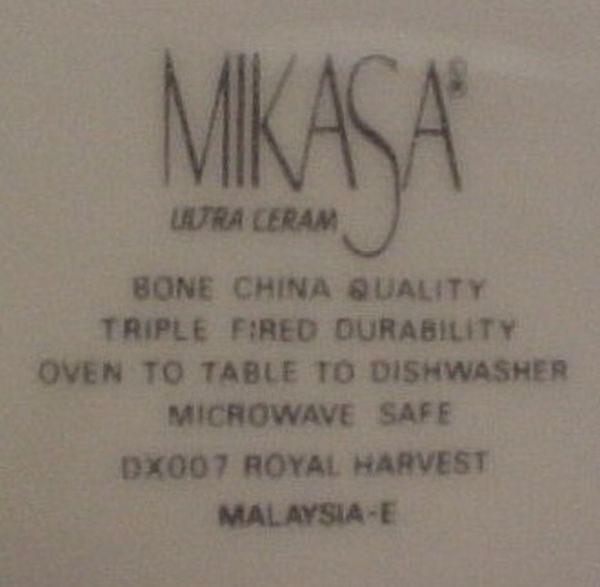 MIKASA®
ULTRA CERAM
BONE CHINA QUALITY
TRIPLE FIRED DURABILITY
OVEN TO TABLE TO DISHWASHER
MICROWAVE SAFE
DX007 ROYAL HARVEST
MALAYSIA-E